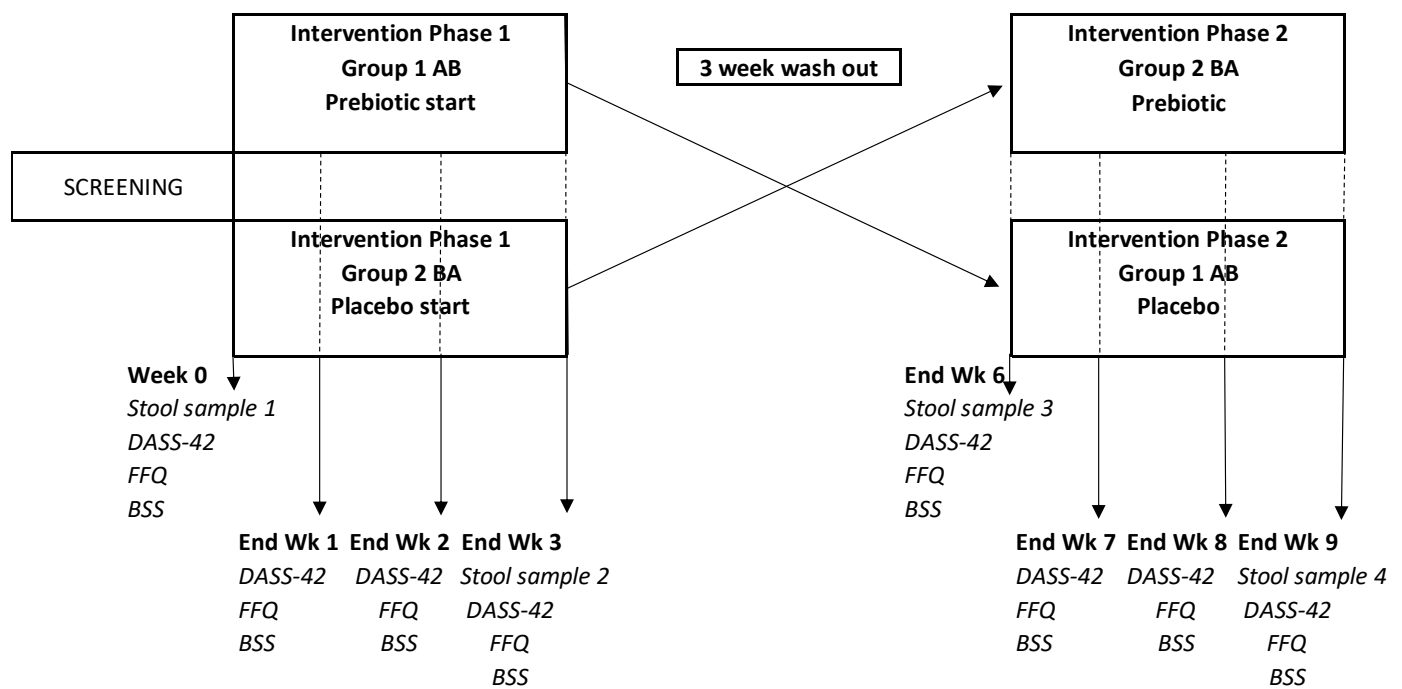 Intervention Phase 1
Group 1 AB
Prebiotic start
3 week wash out
Intervention Phase 2
Group 2 BA
Prebiotic
SCREENING
Intervention Phase 1
Group 2 BA
Placebo start
Intervention Phase 2
Group 1 AB
Placebo
Week 0
Stool sample 1
DASS-42
FFQ
BSS
End Wk 1
DASS-42
FFQ
BSS
End Wk 2
DASS-42
FFQ
BSS
End Wk 3
Stool sample 2
DASS-42
FFQ
BSS
End Wk 6
Stool sample 3
DASS-42
FFQ
BSS
End Wk 7
DASS-42
FFQ
BSS
End Wk 8
DASS-42
FFQ
BSS
End Wk 9
Stool sample 4
DASS-42
FFQ
BSS